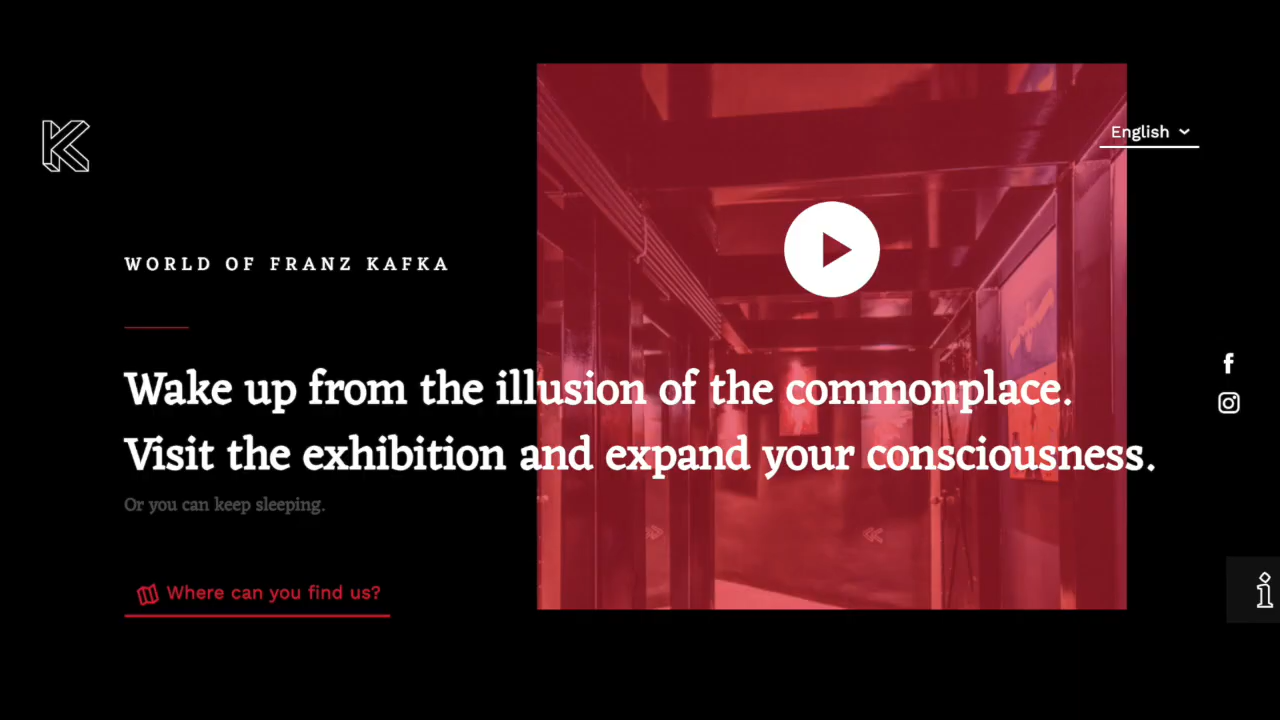 K
English
WORLD OF FRANZ KAFKA
Wake up from the illusion of the commonplace.
Visit the exhibition and expand your consciousness.
Or you can keep sleeping.
Where can you find us?
i